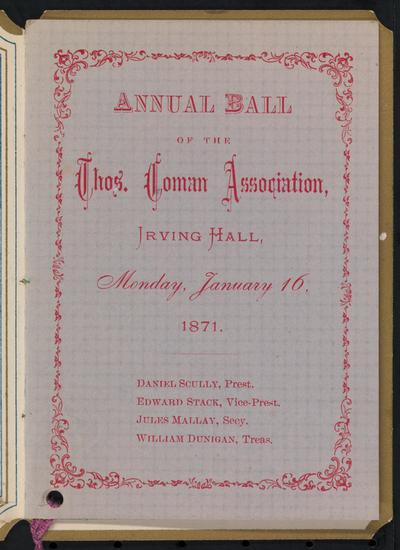 ANNUAL BALL
OF THE
Thos. Coman Association,
IRVING HALL,
Monday, January 16,
1871.
DANIEL SCULLY, Prest.
EDWARD STACK, Vice-Prest.
JULES MALLAY, Secy.
WILLIAM DUNIGAN, Treas.